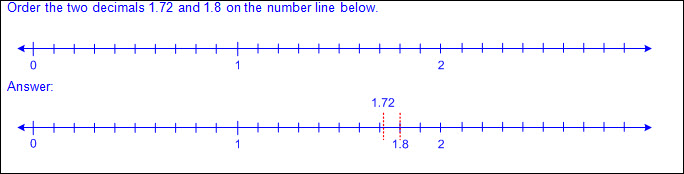 Order the two decimals 1.72 and 1.8 on the number line below.
0 1 2
Answer:
1.72
0 1 1.8 2